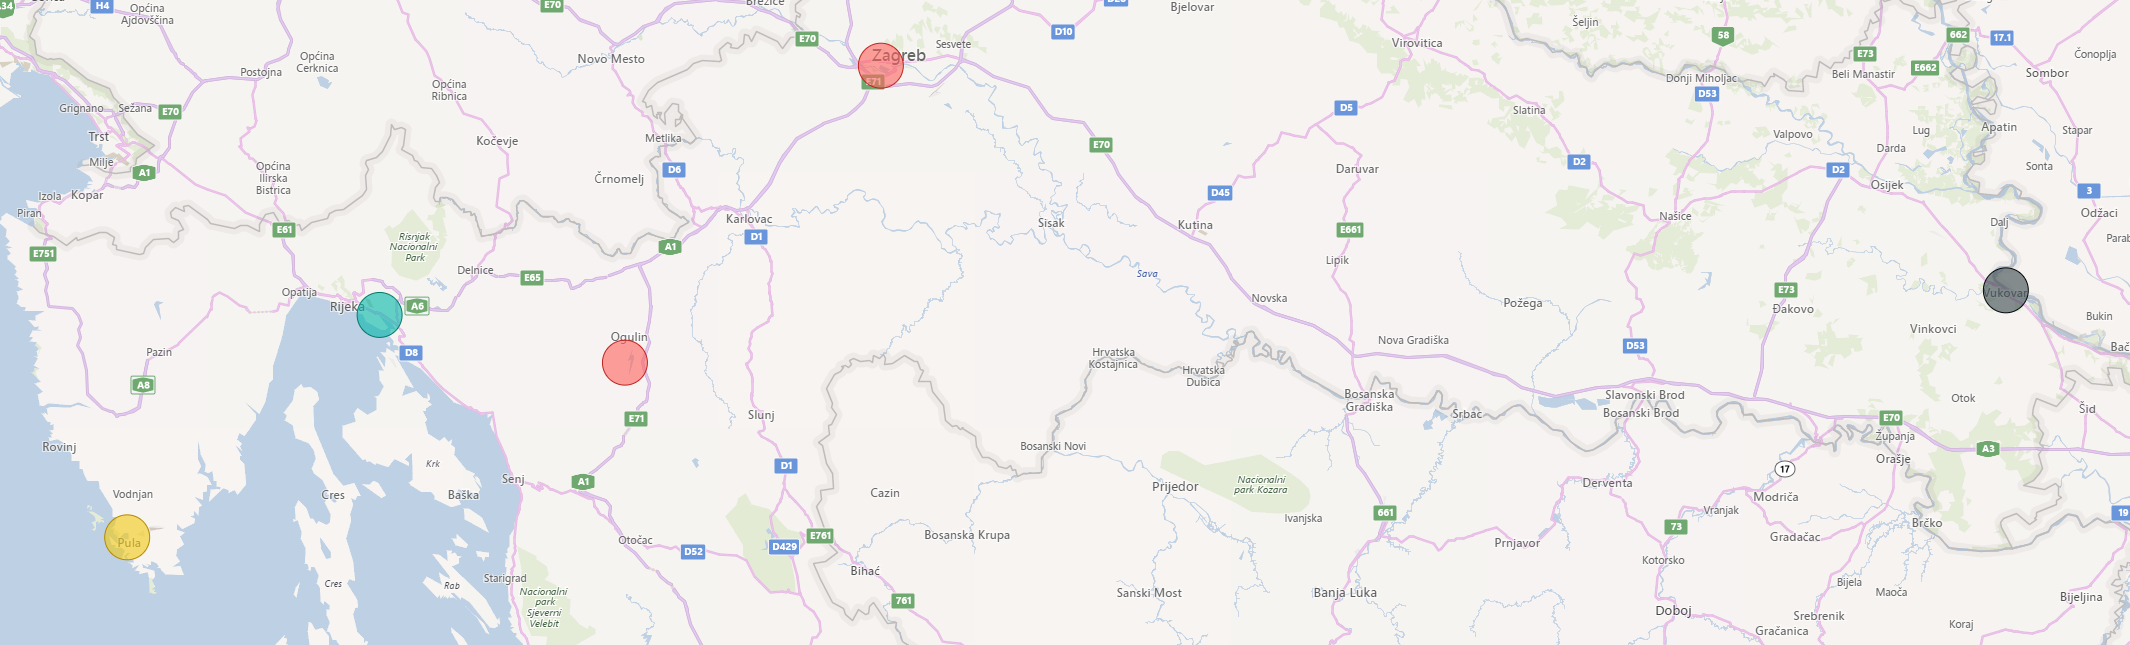 34
H4
Općina
Ajdovščina
E70
Brežice
Bjelovar
Šeljin
58
E73
662
17.1
Čonoplja
Novo Mesto
E70
Zagreb
Sesvete
D10
Virovitica
Donji Miholjac
D53
Beli Manastir
E662
Sombor
Postojna
Općina
Cerknica
Općina
Ribnica
E71
Grignano
Sežana
E70
D5
Slatina
Trst
Kočevje
Metlika
E70
Valpovo
Lug
Apatin
Stapar
Milje
A1
Općina
Ilirska
Bistrica
Črnomelj
D6
Daruvar
D2
D2
Darda
Sonta
Izola
Kopar
D45
Osijek
3
Piran
Karlovac
Sisak
Kutina
Našice
Dalj
Odžaci
E751
E61
Risnjak
Nacionalni
Park
A1
D1
E661
Parab
Opatija
Delnice
E65
Sava
Lipik
Rijeka
A6
Novska
Požega
E73
Đakovo
Vukovar
Bukin
Pazin
D8
Ogulin
Hrvatska
Kostajnica
Nova Gradiška
D53
Vinkovci
Bač
A8
Hrvatska
Dubica
E71
Slunj
Bosanska
Gradiška
Srbac
Slavonski Brod
Bosanski Brod
Otok
E70
Šid
Rovinj
Krk
Bosanski Novi
Županja
Orašje
A3
Vodnjan
Cres
Baška
Senj
A1
D1
Cazin
Prijedor
Nacionalni
park Kozara
Derventa
17
Modriča
Pula
Otočac
D52
D429
E761
Bosanska Krupa
Ivanjska
661
Prnjavor
73
Vranjak
Gradačac
Brčko
19
Cres
Rab
Starigrad
Nacionalni
park
Sjeverni
Velebit
Bihać
761
Sanski Most
Banja Luka
Kotorsko
Doboj
Bijela
Maoča
Srebrenik
Gračanica
Koraj
Bijeljina